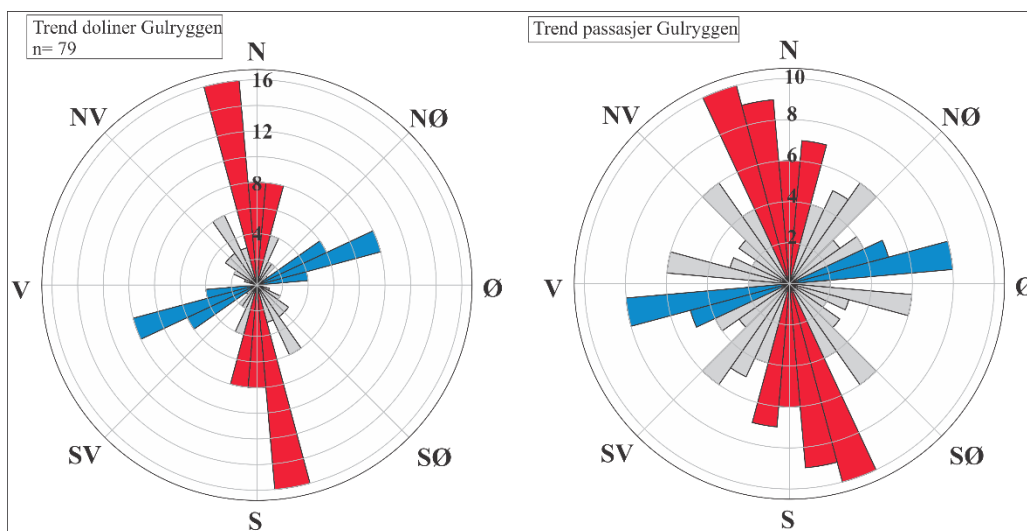 Trend doliner Gulryggen
n= 79
N
16
12
8
4
NV
NØ
V
Ø
SV
SØ
S
Trend passasjer Gulryggen
N
10
8
6
4
2
NV
NØ
V
Ø
SV
SØ
S